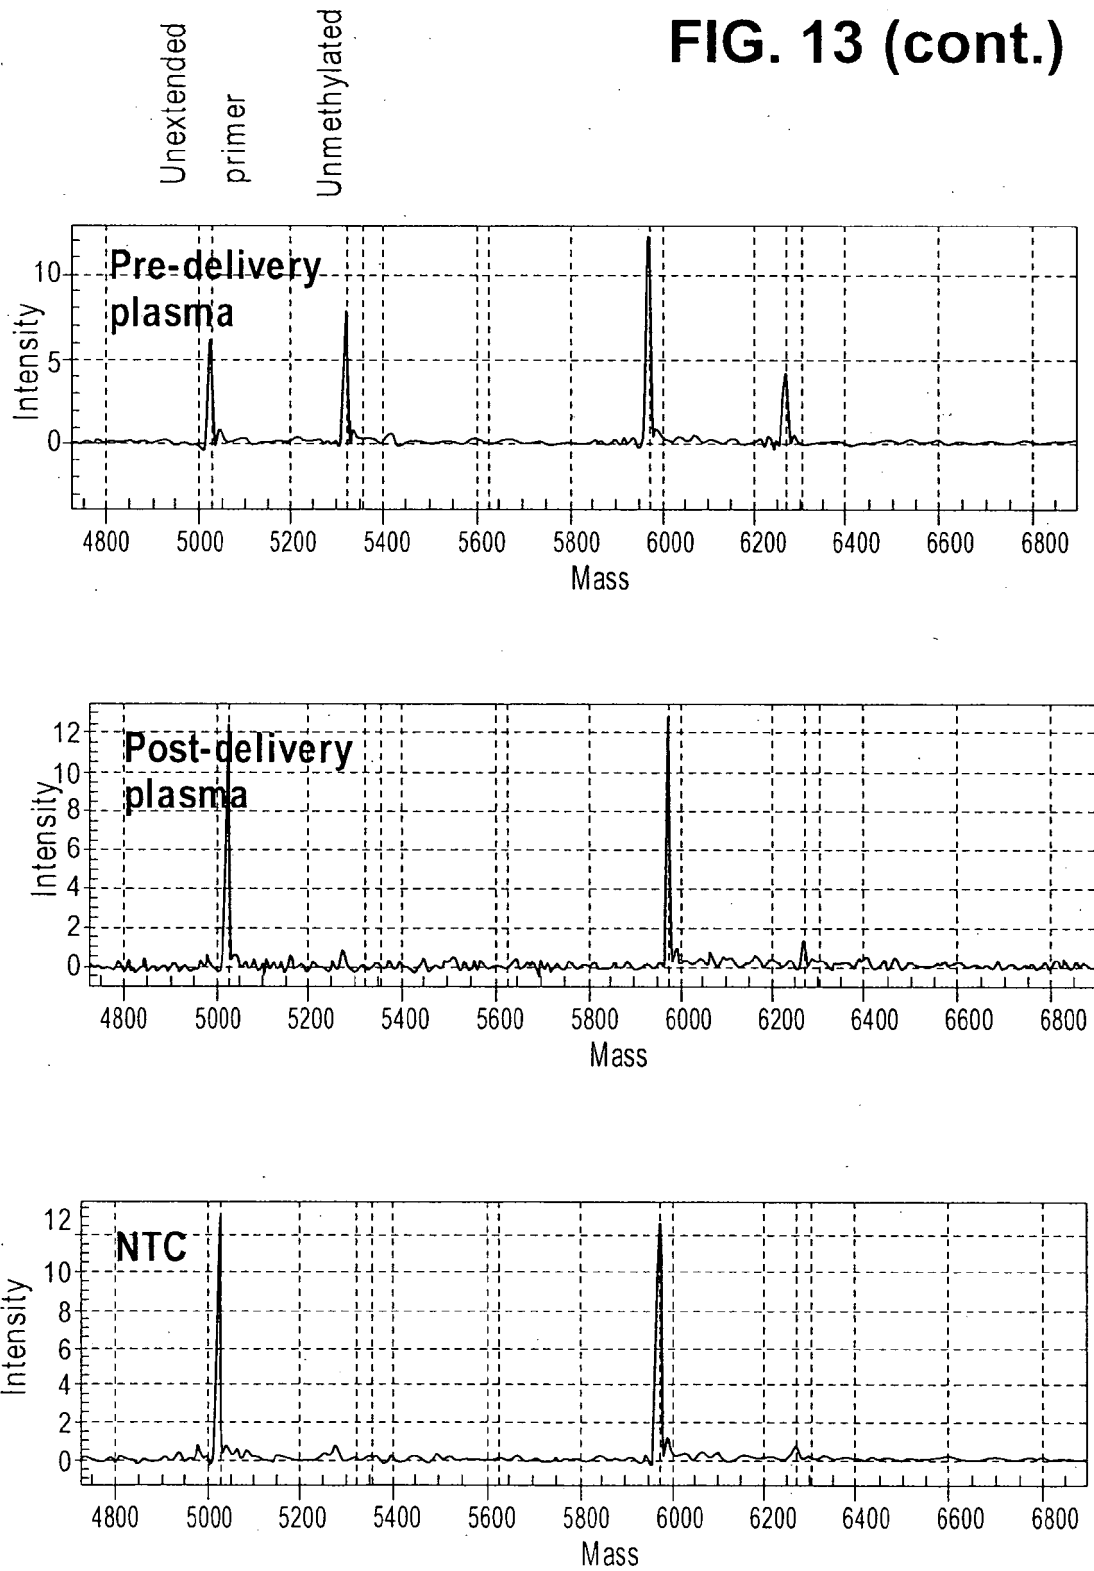 FIG. 13 (cont.)
Unextended
primer
Unmethylated
Pre-delivery
plasma
Intensity
10
5
0
4800 5000 5200 5400 5600 5800 6000 6200 6400 6600 6800
Mass
Post-delivery
plasma
Intensity
12
10
8
6
4
2
0
4800 5000 5200 5400 5600 5800 6000 6200 6400 6600 6800
Mass
NTC
Intensity
12
10
8
6
4
2
0
4800 5000 5200 5400 5600 5800 6000 6200 6400 6600 6800
Mass